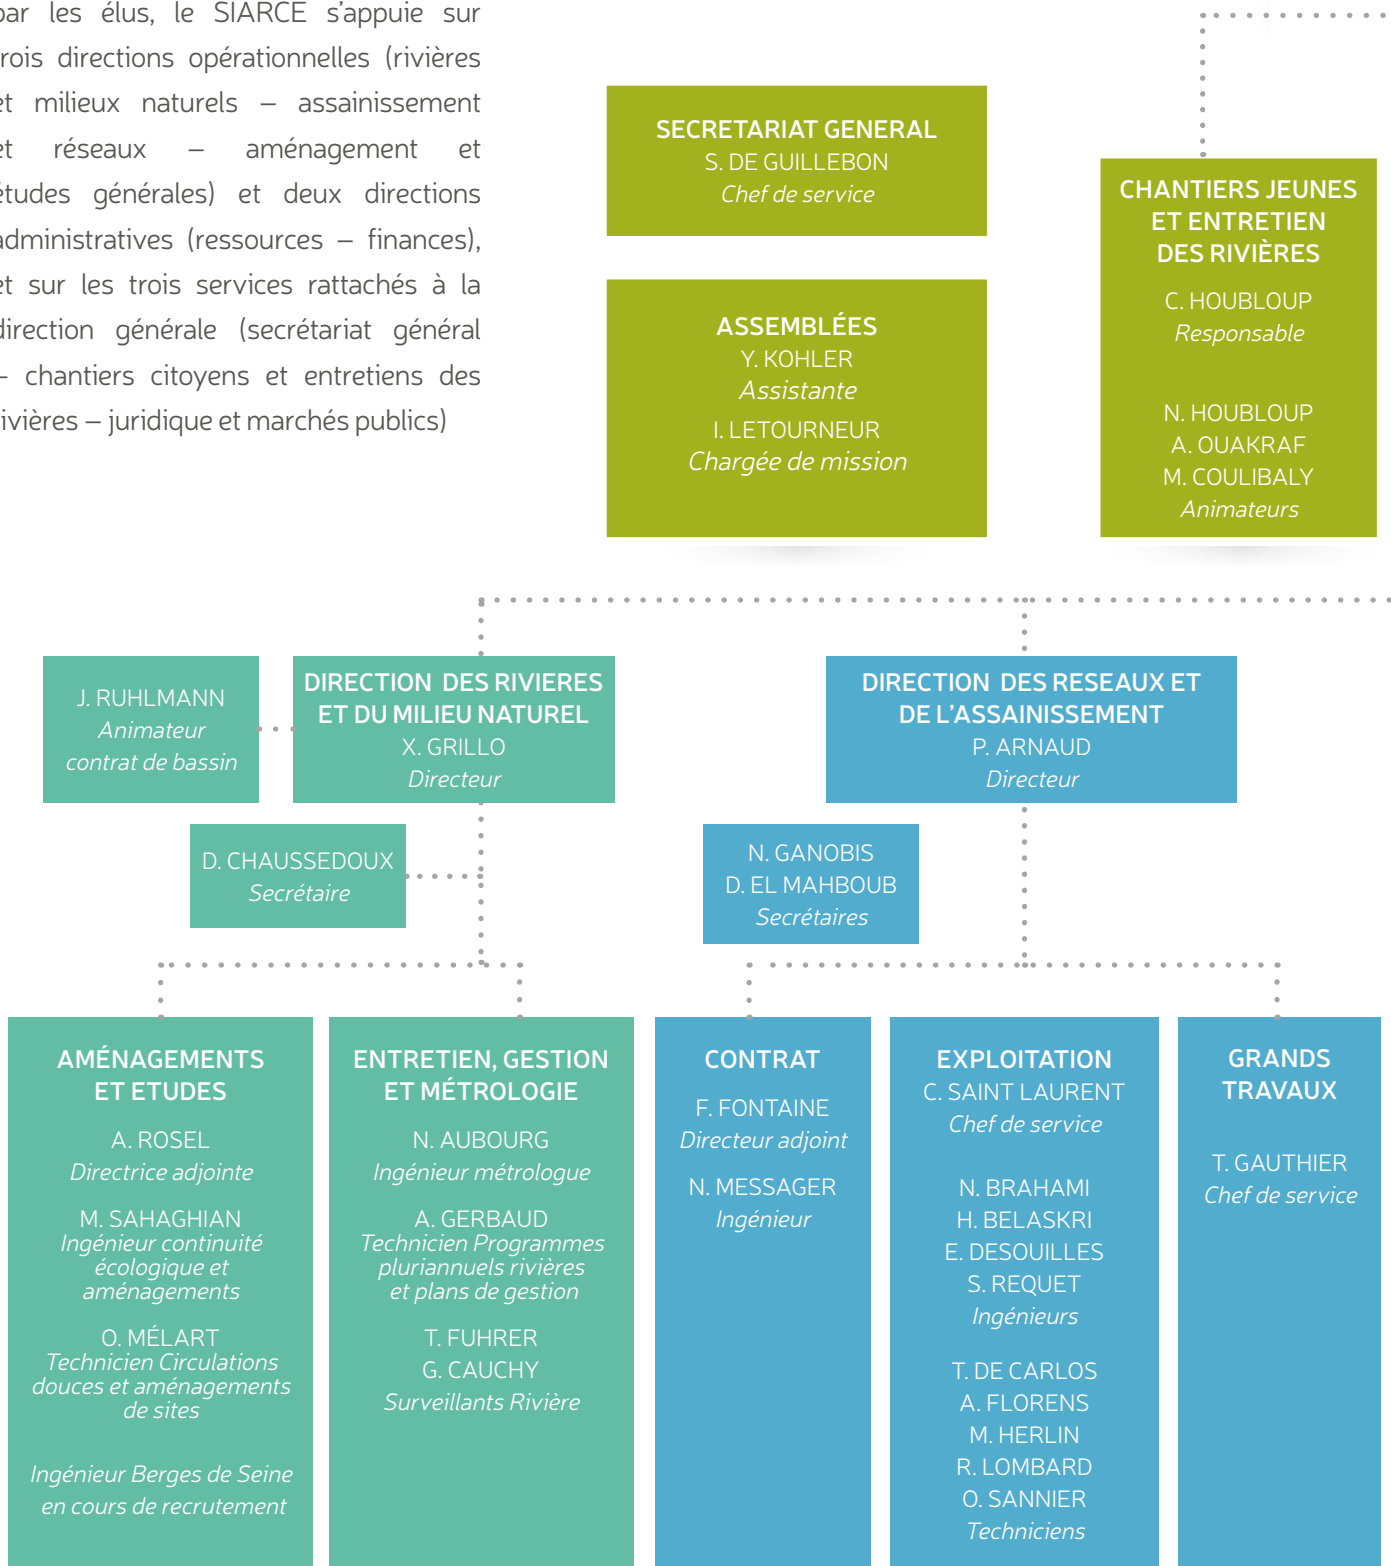 par les élus, le SIARCE s'appuie sur
trois directions opérationnelles (rivières
et milieux naturels – assainissement
et réseaux – aménagement et
études générales) et deux directions
administratives (ressources – finances),
et sur les trois services rattachés à la
direction générale (secrétariat général
– chantiers citoyens et entretiens des
rivières – juridique et marchés publics)
SECRETARIAT GENERAL
S. DE GUILLEBON
Chef de service
ASSEMBLÉES
Y. KOHLER
Assistante
I. LETOURNEUR
Chargée de mission
CHANTIERS JEUNES
ET ENTRETIEN
DES RIVIÈRES
C. HOUBLOUP
Responsable
N. HOUBLOUP
A. OUAKRAF
M. COULIBALY
Animateurs
J. RUHLMANN
Animateur
contrat de bassin
DIRECTION DES RIVIERES
ET DU MILIEU NATUREL
X. GRILLO
Directeur
D. CHAUSSEDOUX
Secrétaire
DIRECTION DES RESEAUX ET
DE L'ASSAINISSEMENT
P. ARNAUD
Directeur
N. GANOBIS
D. EL MAHBOUB
Secrétaires
AMÉNAGEMENTS
ET ETUDES
A. ROSEL
Directrice adjointe
M. SAHAGHIAN
Ingénieur continuité
écologique et
aménagements
O. MÉLART
Technicien Circulations
douces et aménagements
de sites
Ingénieur Berges de Seine
en cours de recrutement
ENTRETIEN, GESTION
ET MÉTROLOGIE
N. AUBOURG
Ingénieur métrologue
A. GERBAUD
Technicien Programmes
pluriannuels rivières
et plans de gestion
T. FUHRER
G. CAUCHY
Surveillants Rivière
CONTRAT
F. FONTAINE
Directeur adjoint
N. MESSAGER
Ingénieur
EXPLOITATION
C. SAINT LAURENT
Chef de service
N. BRAHAMI
H. BELASKRI
E. DESOUILLES
S. REQUET
Ingénieurs
T. DE CARLOS
A. FLORENS
M. HERLIN
R. LOMBARD
O. SANNIER
Techniciens
GRANDS
TRAVAUX
T. GAUTHIER
Chef de service